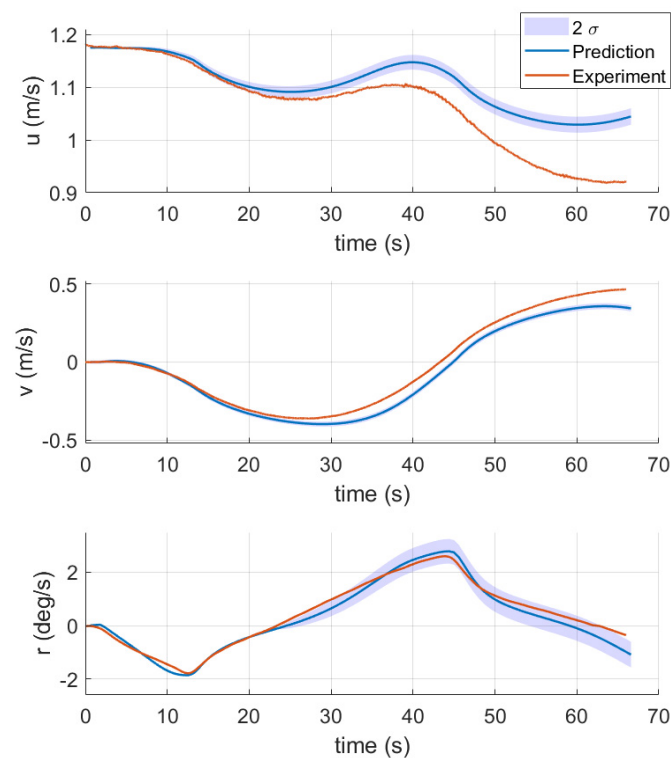 2 σ
Prediction
Experiment
1.2
1.1
1
0.9
u (m/s)
0 10 20 30 40 50 60 70
time (s)
0.5
0
-0.5
v (m/s)
0 10 20 30 40 50 60 70
time (s)
2
0
-2
r (deg/s)
0 10 20 30 40 50 60 70
time (s)